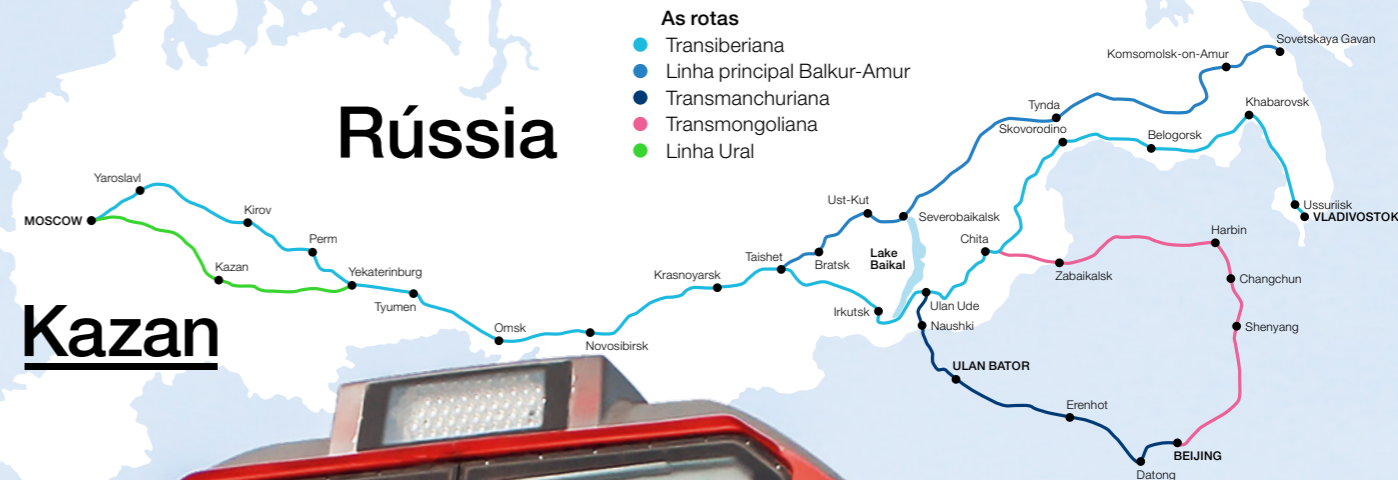 As rotas
Transiberiana
Linha principal Balkur-Amur
Transmanchuriana
Transmongoliana
Linha Ural
Rússia
Kazan
Sovetskaya Gavan
Komsomolsk-on-Amur
Tynda
Khabarovsk
Skovorodino
Belogorsk
Yaroslavl
MOSCOW
Kirov
Perm
Kazan
Yekaterinburg
Tyumen
Omsk
Novosibirsk
Krasnoyarsk
Taishet
Ust-Kut
Bratsk
Severobaikalsk
Lake
Baikal
Irkutsk
Chita
Ulan Ude
Naushki
Ussuriisk
VLADIVOSTOK
Zabaikalsk
Harbin
Changchun
Shenyang
ULAN BATOR
Erenhot
BEIJING
Datong